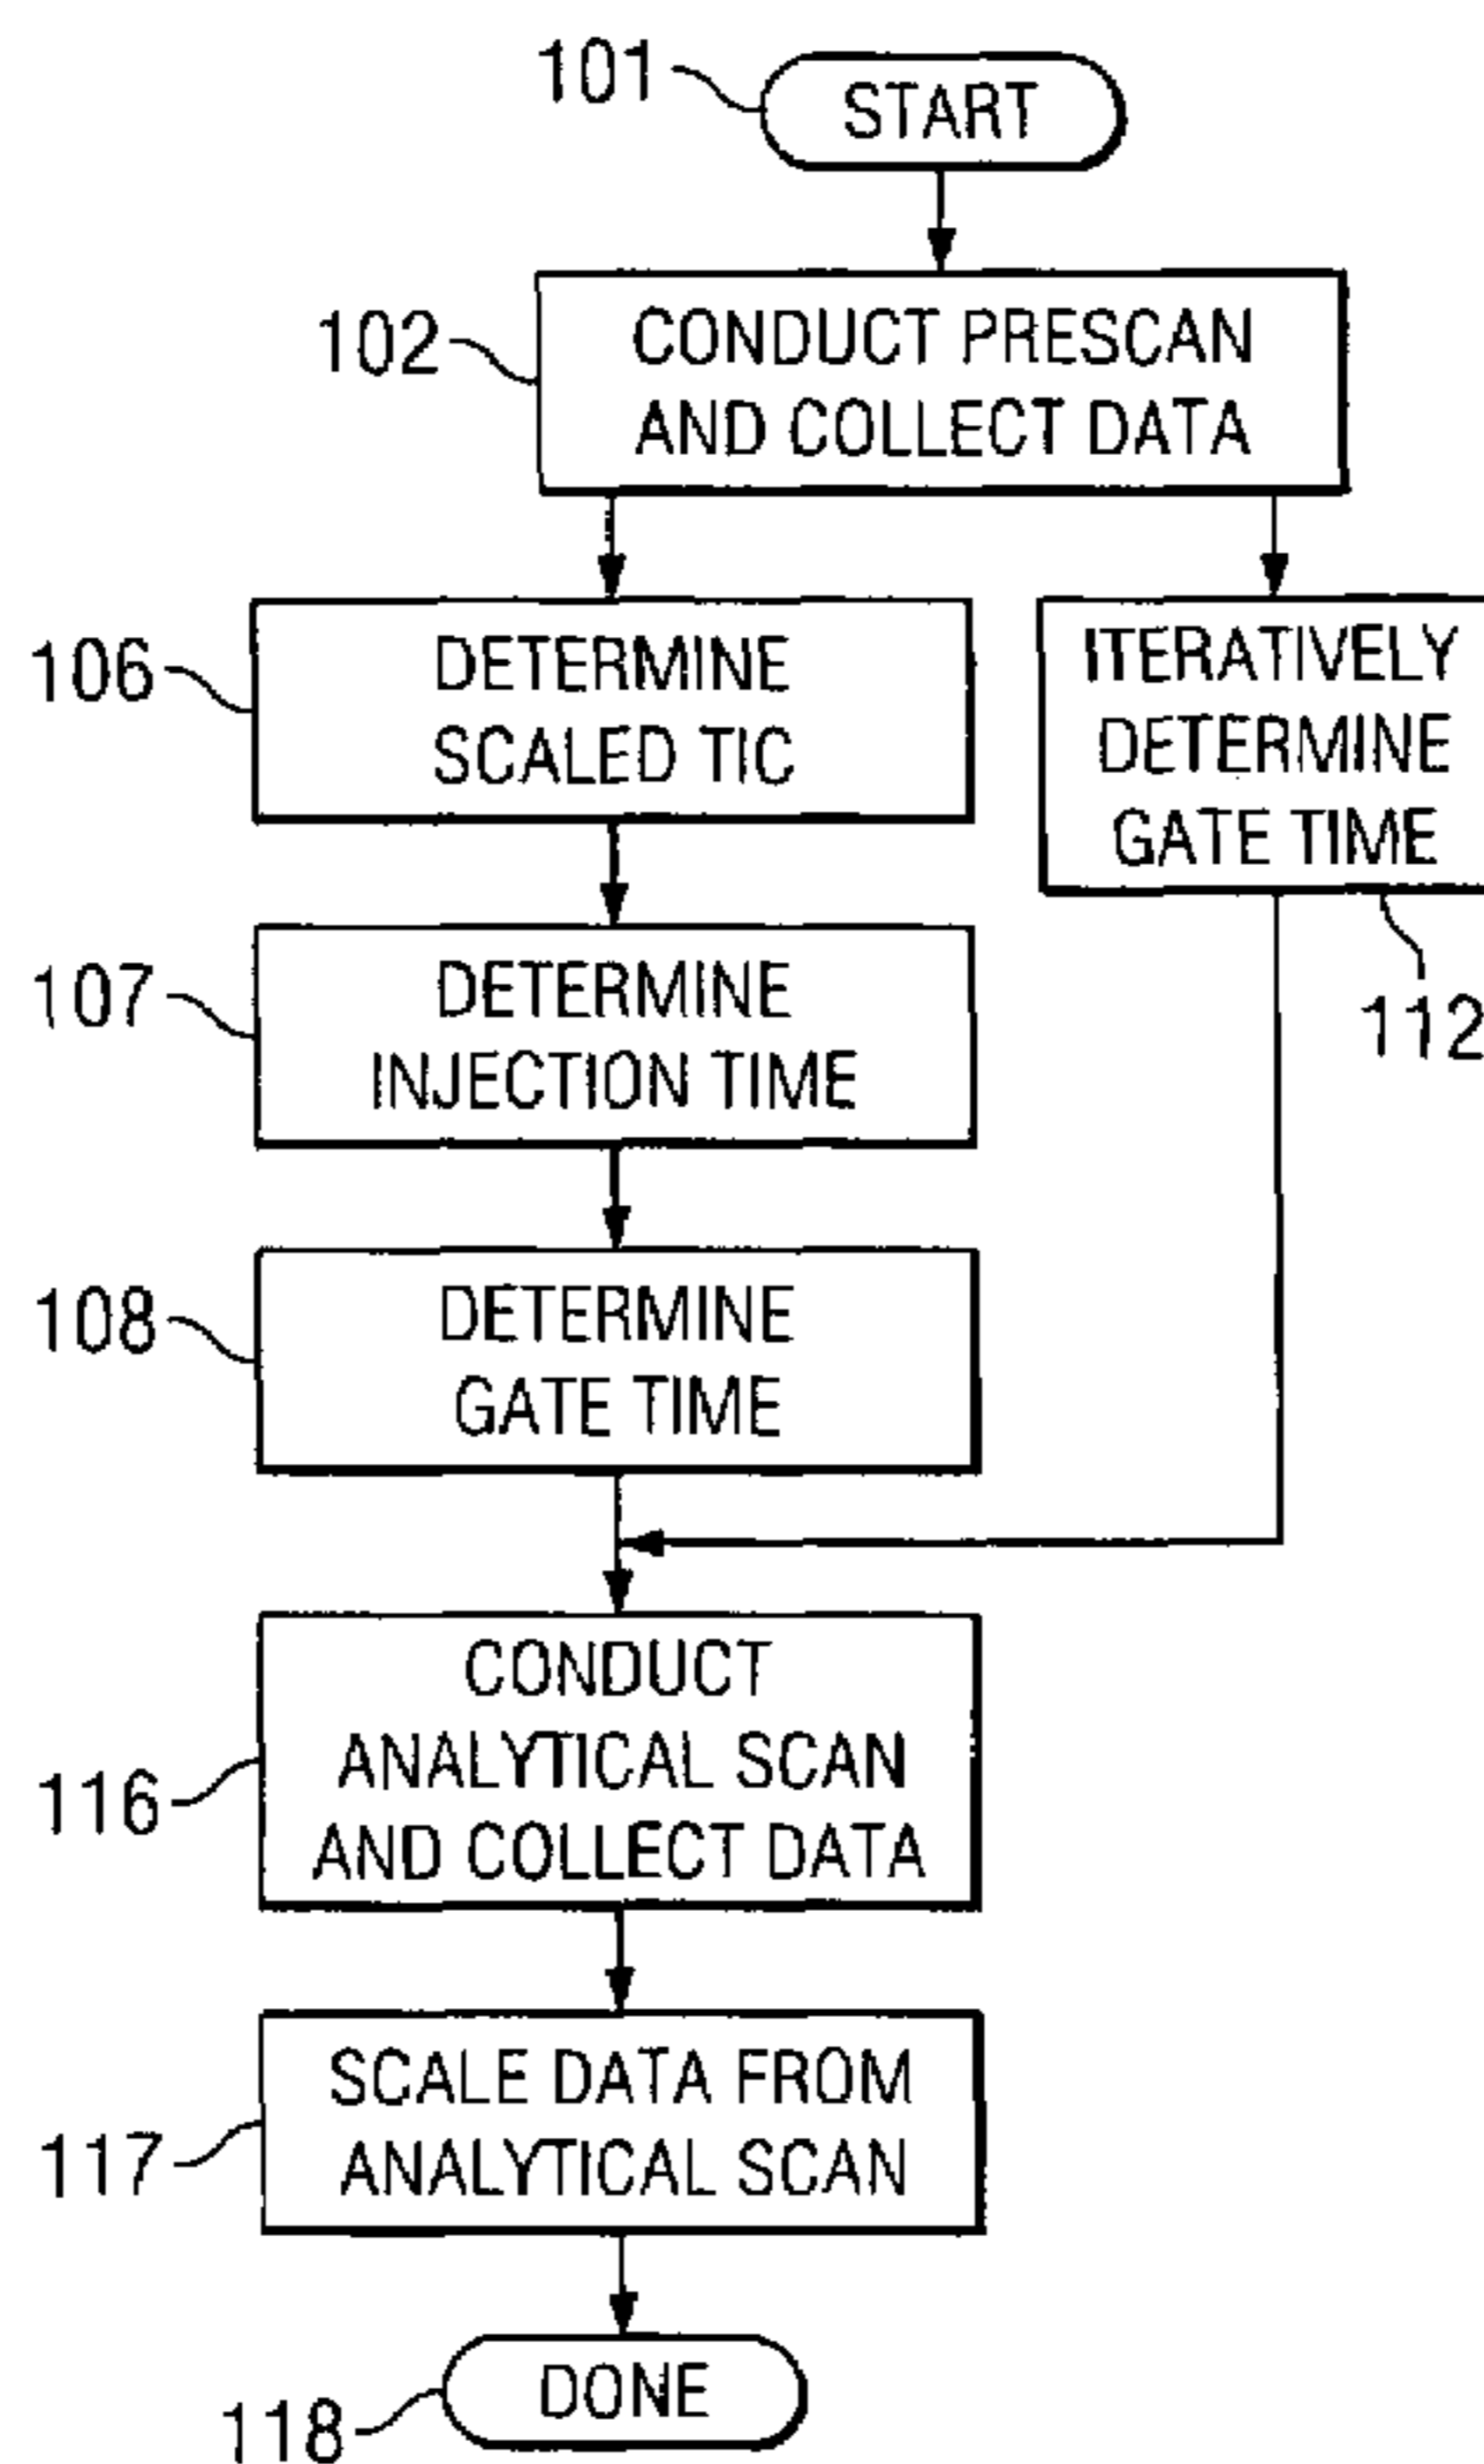 101
START
102
CONDUCT PRESCAN
AND COLLECT DATA
106
DETERMINE
SCALED TIC
ITERATIVELY
DETERMINE
GATE TIME
112
107
DETERMINE
INJECTION TIME
108
DETERMINE
GATE TIME
116
CONDUCT
ANALYTICAL SCAN
AND COLLECT DATA
117
SCALE DATA FROM
ANALYTICAL SCAN
118
DONE